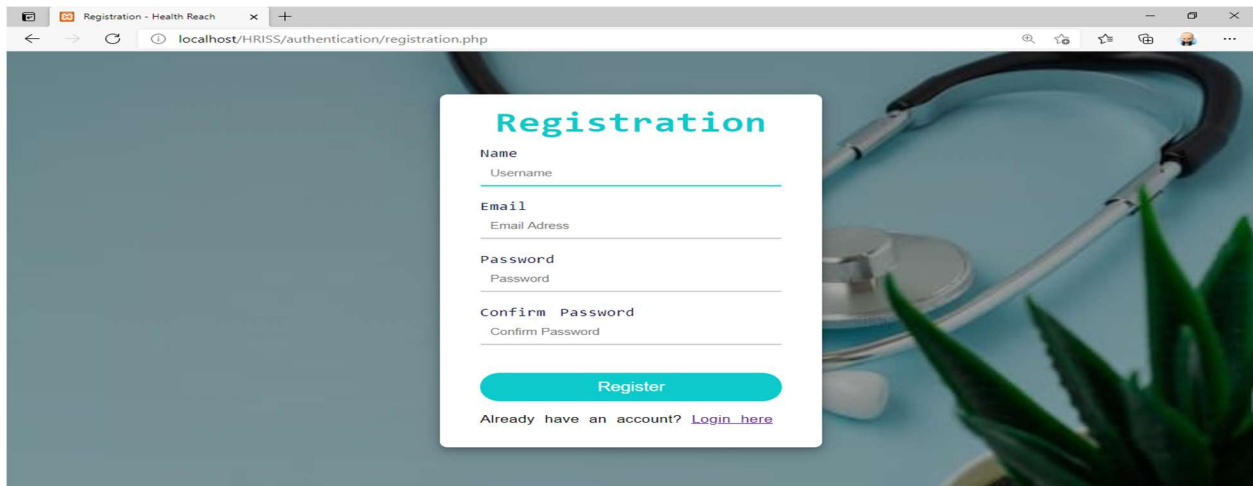 Registration - Health Reach
localhost/HRISS/authentication/registration.php
Registration
Name
Username
Email
Email Adress
Password
Password
Confirm Password
Confirm Password
Register
Already have an account? Login here